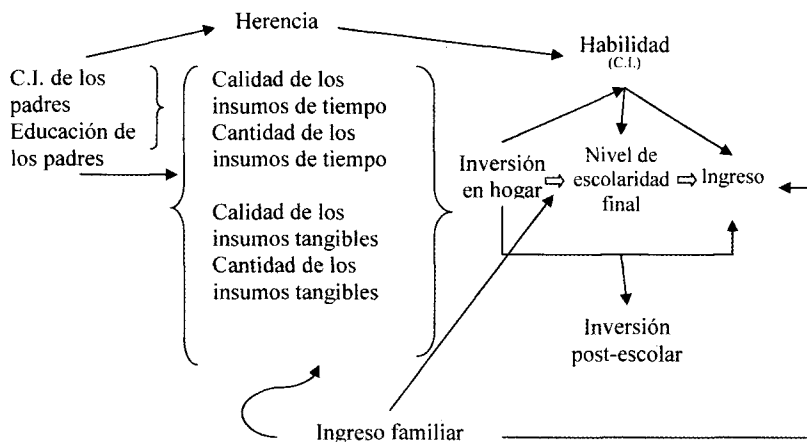 Herencia
Habilidad
(C.I.)
C.I. de los
padres
Educación de
los padres
Calidad de los
insumos de tiempo
Cantidad de los
insumos de tiempo
Calidad de los
insumos tangibles
Cantidad de los
insumos tangibles
Inversión
en hogar
Nivel de
escolaridad
final
Ingreso
Inversión
post-escolar
Ingreso familiar